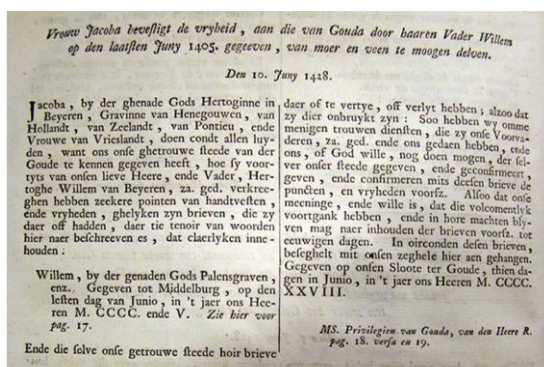 Vrouw Jacoba bevestigt de vryheid, aan die van Gouda door haaren Vader Willem
op den laatsten Juny 1405. gegeeven, van moer en veen te moogen delven.
Den 10. Juny 1428.
Jacoba, by der ghenade Gods Hertoginne in
Beyeren, Gravinne van Henegouwen, van
Hollandt, van Zeelandt, van Pontieu, ende
Vrouwe van Vrieslandt, doen condt allen luy-
den, want ons onse ghetrouwe steede van der
Goude te kennen gegeven heeft, hoe sy voor-
tyts van onsen lieve Heere, ende Vader, Her-
toghe Willem van Beyeren, za. ged. verkree-
ghen hebben zeekere pointen van handtvesten,
ende vryheden, ghelyken zyn brieven, die zy
daer off hadden, daer tie tenoir van woorden
hier naer beschreeven es, dat claerlyken inne-
houden:
Willem, by der genaden Gods Palensgraven,
enz. Gegeven tot Middelburg, op den
lesten dag van Junio, in 't jaer ons Hee-
ren M. CCCC. ende V. Zie hier voor
pag. 17.
Ende die selve onse getrouwe steede hoir brieve
daer of te vertye, off verlyt hebben; alzoo dat
zy dier onbruykt zyn: Soo hebben wy omme
menigen trouwen diensten, die zy onse Voorva-
deren, za. ged. ende ons gedaen hebben, ende
ons, of God wille, nog doen mogen, der sel-
ver onser steede gegeven, ende geconfirmeert,
geven, ende confirmeren mits deesen brieve de
puncten, en vryheden voorsz. Alsoo dat onse
meeninge, ende wille is, dat die volcomentlyk
voortgank hebben, ende in hore machten bly-
ven mag naer inhouden der brieven voorsz. tot
eeuwigen dagen. In oirconden desen brieven,
beseghelt mit onsen zeghele hier aen gehangen.
Gegeven op onsen Sloote ter Goude, thien da-
gen in Junio, in 't jaer ons Heeren M. CCCC.
XXVIII.
MS. Privilegien van Gouda, van den Heere R.
pag. 18. versa en 19.